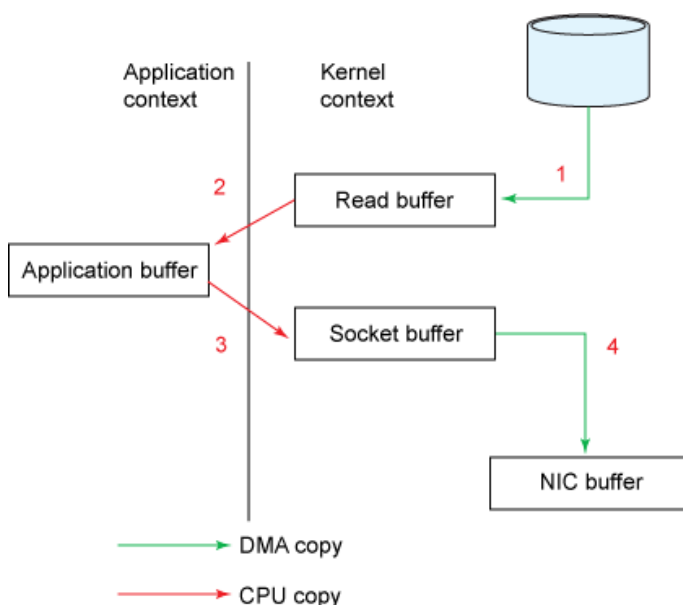 Application
context
Kernel
context
1
2
Read buffer
Application buffer
3
Socket buffer
4
NIC buffer
DMA copy
CPU copy